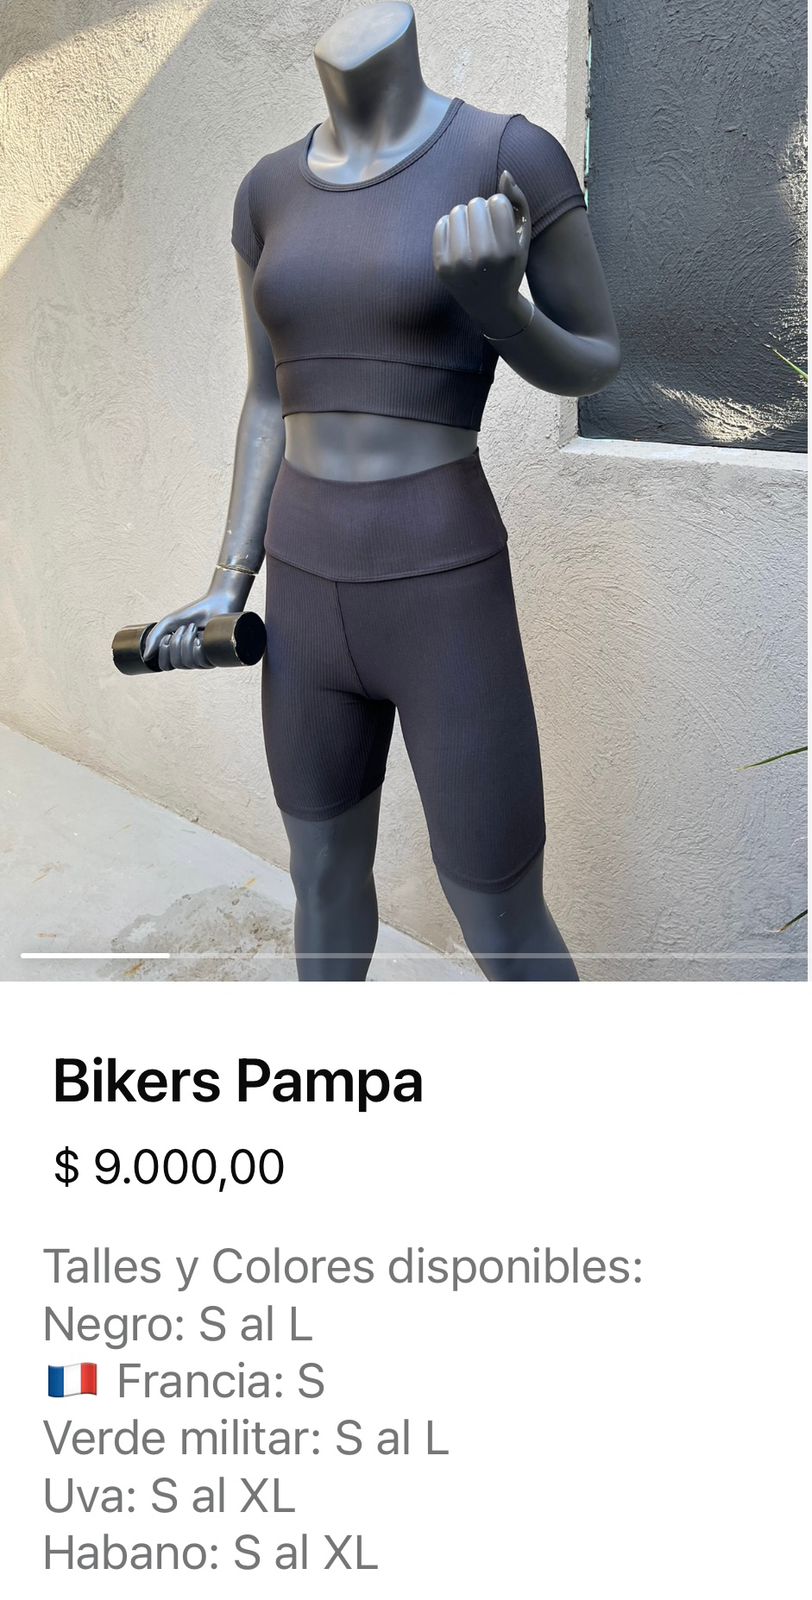 Bikers Pampa
$ 9.000,00
Talles y Colores disponibles:
Negro: S al L
🇫🇷 Francia: S
Verde militar: S al L
Uva: S al XL
Habano: S al XL